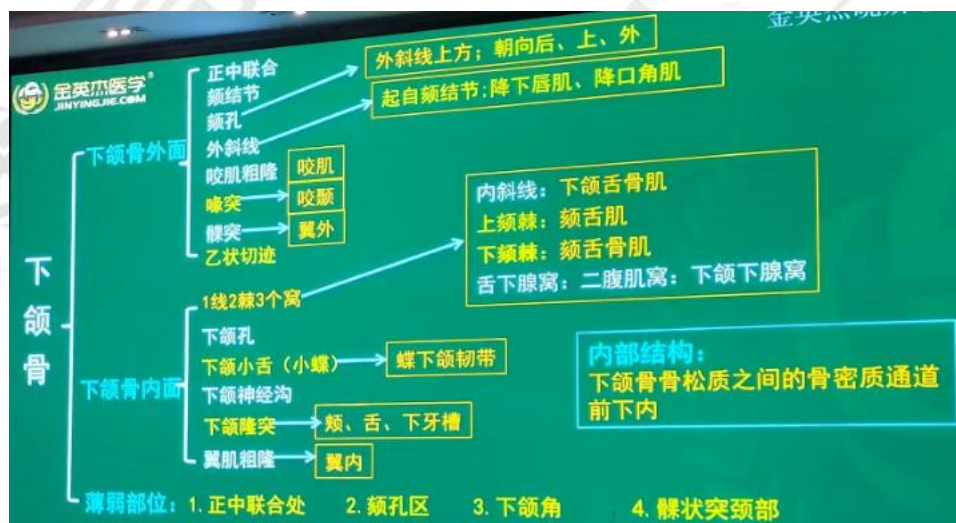 金英杰医学®
JINYINGJIE.COM
下颌骨
下颌骨外面
正中联合
颏结节
颏孔
外斜线上方；朝向后、上、外
外斜线
起自颏结节;降下唇肌、降口角肌
咬肌粗隆
咬肌
喙突
咬颞
髁突
翼外
乙状切迹
下颌骨内面
1线2棘3个窝
内斜线：下颌舌骨肌
上颏棘：颏舌肌
下颏棘：颏舌骨肌
舌下腺窝：二腹肌窝：下颌下腺窝
下颌孔
下颌小舌（小蝶）
蝶下颌韧带
下颌神经沟
下颌隆突
颊、舌、下牙槽
翼肌粗隆
翼内
内部结构：
下颌骨骨松质之间的骨密质通道
前下内
薄弱部位：1.正中联合处 2.颏孔区 3.下颌角 4.髁状突颈部